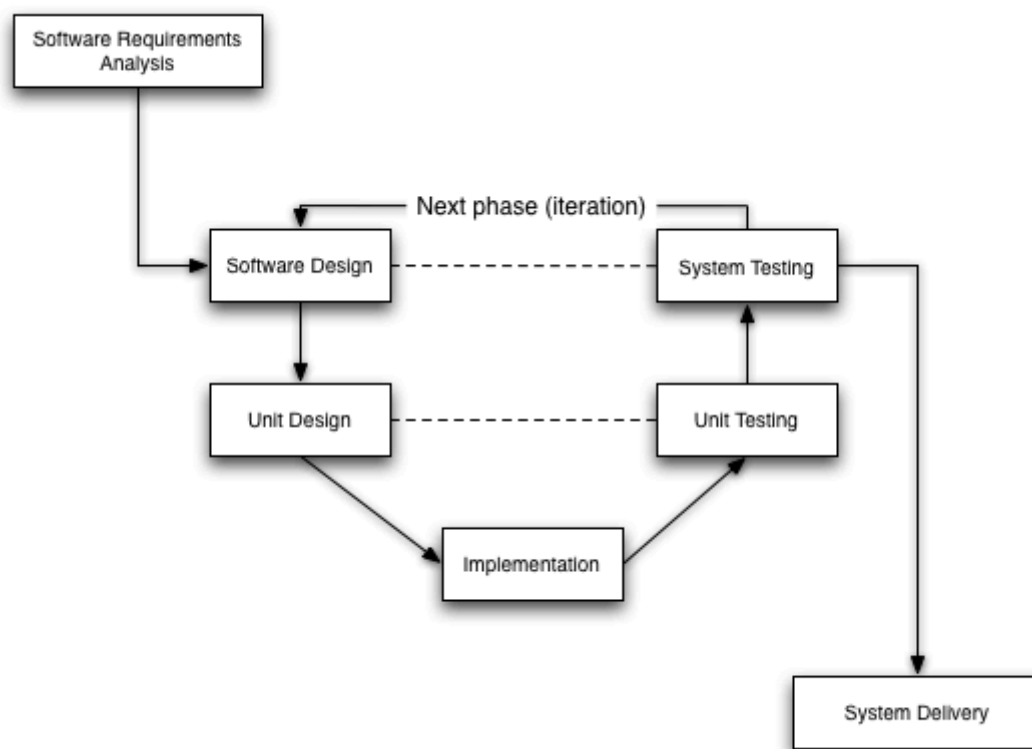 Software Requirements
Analysis
Next phase (iteration)
Software Design
System Testing
Unit Design
Unit Testing
Implementation
System Delivery